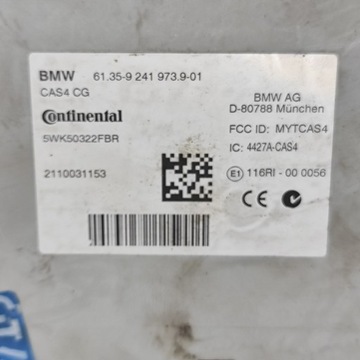 BMW 61.35-9 241 973.9-01
CAS4 CG
Continental
5WK50322FBR
2110031153
BMW AG
D-80788 München
FCC ID: MYTCAS4
IC: 4427A-CAS4
E1 116RI - 00 0056
CE